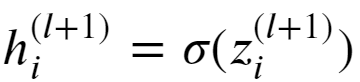 h_i^{(l+1)} = σ(z_i^{(l+1)})